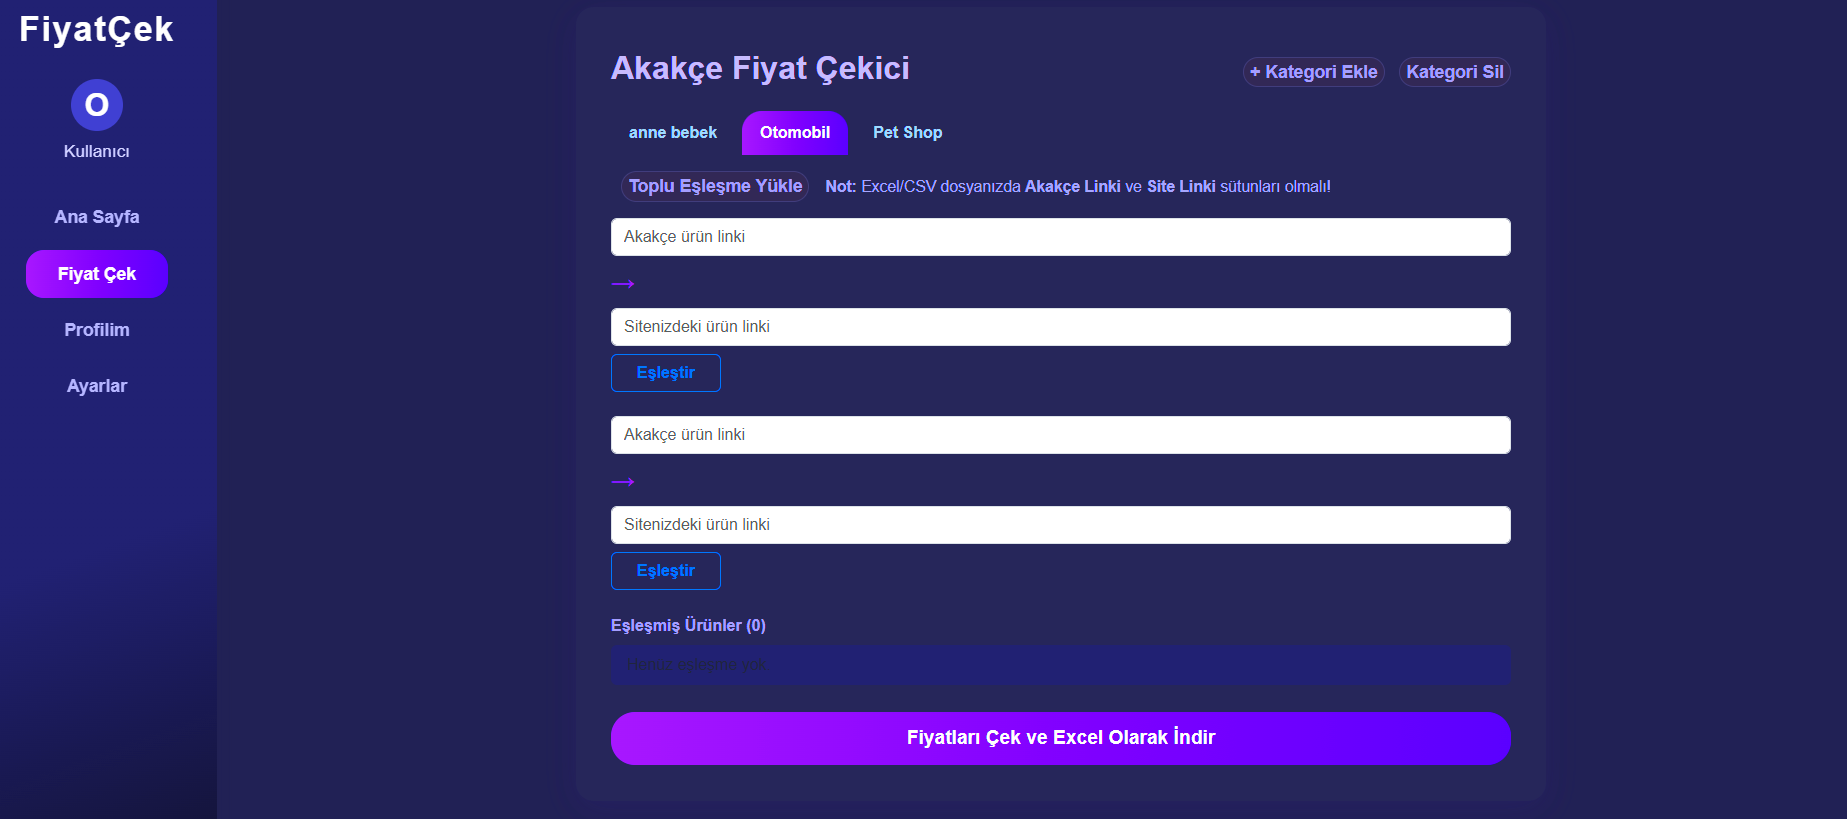 FiyatÇek
O
Kullanıcı
Ana Sayfa
Fiyat Çek
Profilim
Ayarlar
Akakçe Fiyat Çekici
+ Kategori Ekle
Kategori Sil
anne bebek
Otomobil
Pet Shop
Toplu Eşleşme Yükle
Not: Excel/CSV dosyanızda Akakçe Linki ve Site Linki sütunları olmalı!
Akakçe ürün linki
→
Sitenizdeki ürün linki
Eşleştir
Akakçe ürün linki
→
Sitenizdeki ürün linki
Eşleştir
Eşleşmiş Ürünler (0)
Henüz eşleşme yok.
Fiyatları Çek ve Excel Olarak İndir